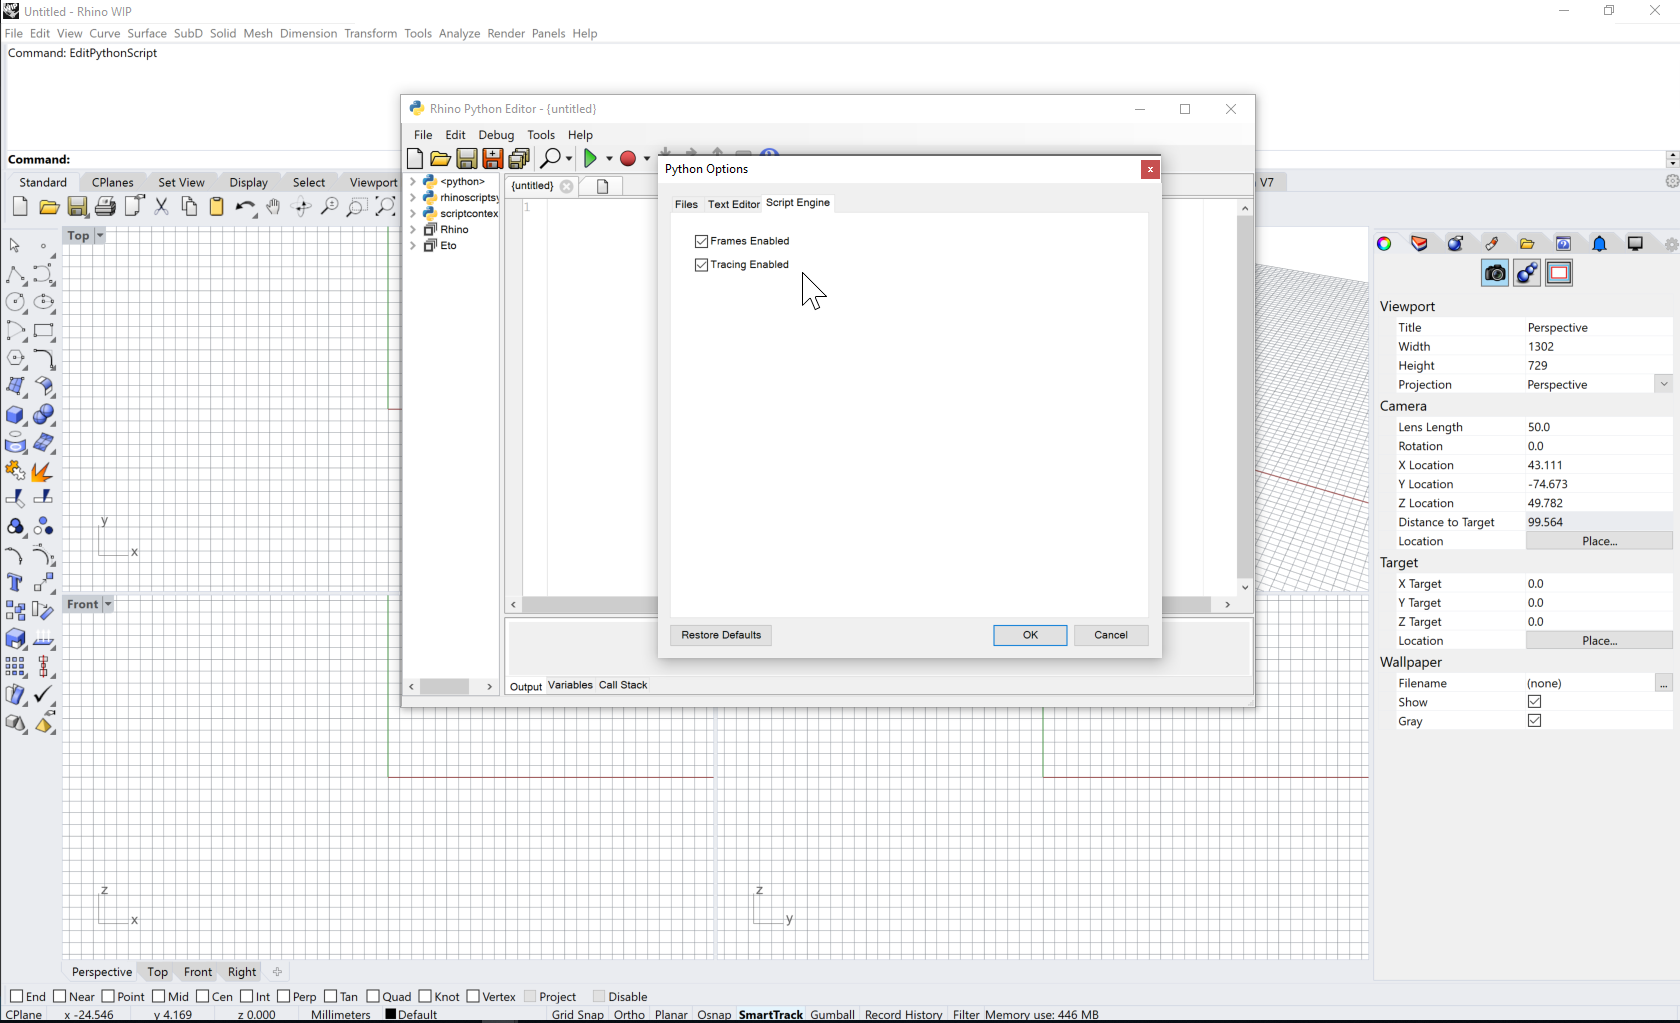 Untitled - Rhino WIP
File Edit View Curve Surface SubD Solid Mesh Dimension Transform Tools Analyze Render Panels Help
Command: EditPythonScript
Command:
Standard CPlanes Set View Display Select Viewport V7
Top
Rhino Python Editor - {untitled}
File Edit Debug Tools Help
<python>
rhinoscriptsy
scriptcontex
Rhino
Eto
{untitled}
1
Python Options
x
Files Text Editor Script Engine
Frames Enabled
Tracing Enabled
Restore Defaults OK Cancel
Output Variables Call Stack
y
x
Front
z
x
z
y
Viewport
Title Perspective
Width 1302
Height 729
Projection Perspective
Camera
Lens Length 50.0
Rotation 0.0
X Location 43.111
Y Location -74.673
Z Location 49.782
Distance to Target 99.564
Location Place...
Target
X Target 0.0
Y Target 0.0
Z Target 0.0
Location Place...
Wallpaper
Filename (none) ...
Show
Gray
Perspective Top Front Right
End Near Point Mid Cen Int Perp Tan Quad Knot Vertex Project Disable
CPlane x -24.546 y 4.169 z 0.000 Millimeters Default Grid Snap Ortho Planar Osnap SmartTrack Gumball Record History Filter Memory use: 446 MB